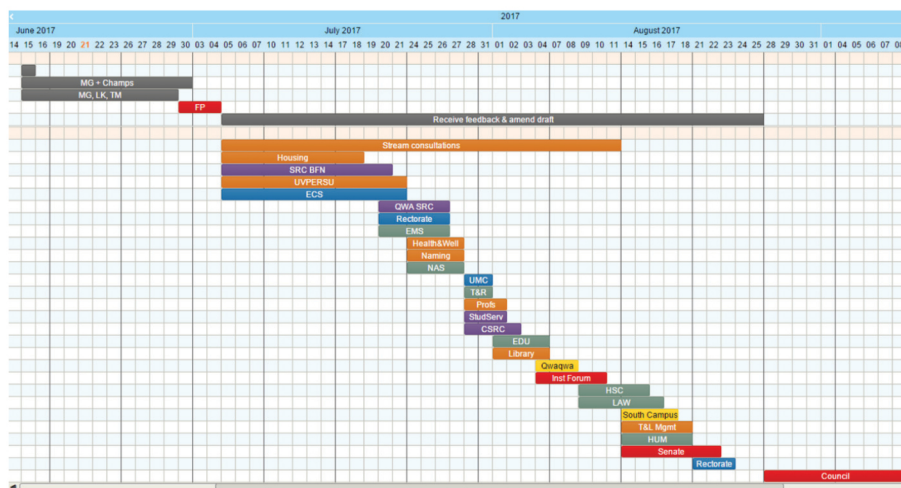 2017
June 2017 July 2017 August 2017
14 15 16 19 20 21 22 23 26 27 28 29 30 03 04 05 06 07 10 11 12 13 14 17 18 19 20 21 24 25 26 27 28 31 01 02 03 04 07 08 09 10 11 14 15 16 17 18 21 22 23 24 25 28 29 30 31 01 04 05 06 07 08
MG + Champs
MG, LK, TM
FP
Receive feedback & amend draft
Stream consultations
Housing
SRC BFN
UVPERSU
ECS
QWA SRC
Rectorate
EMS
Health&Well
Naming
NAS
UMC
T&R
Profs
StudServ
CSRC
EDU
Library
Qwaqwa
Inst Forum
HSC
LAW
South Campus
T&L Mgmt
HUM
Senate
Rectorate
Council